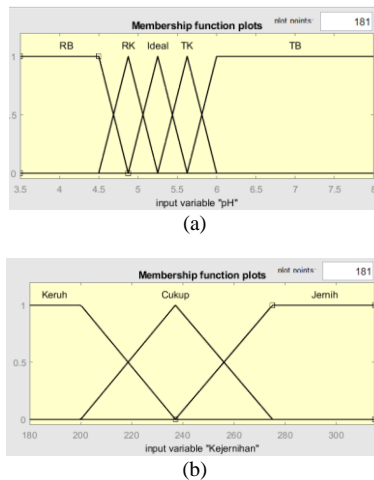 Membership function plots
plot points:
181
RB RK Ideal TK TB
1
0.5
0
3.5 4 4.5 5 5.5 6 6.5 7 7.5 8
input variable "pH"
(a)
Membership function plots
plot points:
181
Keruh Cukup Jernih
1
0.5
0
180 200 220 240 260 280 300
input variable "Kejernihan"
(b)